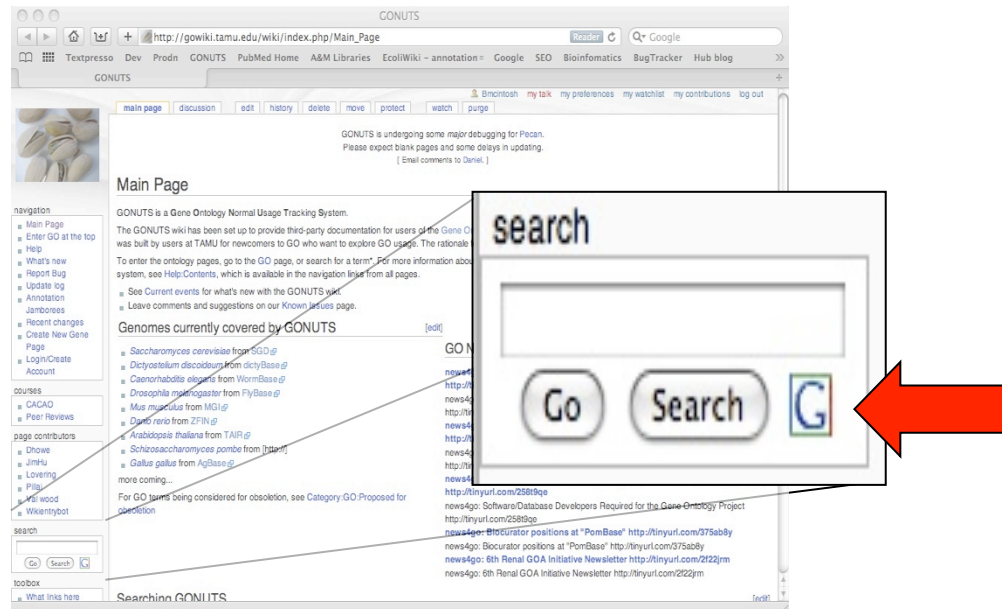 GONUTS
http://gowiki.tamu.edu/wiki/index.php/Main_Page
Reader
Google
Textpresso Dev Prodn GONUTS PubMed Home A&M Libraries EcoliWiki – annotation Google SEO Bioinfomatics BugTracker Hub blog
GONUTS
Bmcintosh my talk my preferences my watchlist my contributions log out
main page discussion edit history delete move protect watch purge
GONUTS is undergoing some major debugging for Pecan.
Please expect blank pages and some delays in updating.
[ Email comments to Daniel. ]
Main Page
GONUTS is a Gene Ontology Normal Usage Tracking System.
The GONUTS wiki has been set up to provide third-party documentation for users of the Gene
was built by users at TAMU for newcomers to GO who want to explore GO usage. The rationale
To enter the ontology pages, go to the GO page, or search for a term*. For more information abou
system, see Help:Contents, which is available in the navigation links from all pages.
See Current events for what's new with the GONUTS wiki.
Leave comments and suggestions on our Known Issues page.
Genomes currently covered by GONUTS [edit]
Saccharomyces cerevisiae from SGD
Dictyostelium discoideum from dictyBase
Caenorhabditis elegans from WormBase
Drosophila melanogaster from FlyBase
Mus musculus from MGI
Danio rerio from ZFIN
Arabidopsis thaliana from TAIR
Schizosaccharomyces pombe from [http://]
Gallus gallus from AgBase
more coming...
For GO terms being considered for obsoletion, see Category:GO:Proposed for
obsoletion
navigation
Main Page
Enter GO at the top
Help
What's new
Report Bug
Update log
Annotation
Jamborees
Recent changes
Create New Gene
Page
Login/Create
Account
courses
CACAO
Peer Reviews
page contributors
Dhowe
JimHu
Lovering
Pillai
Val wood
Wikientrybot
search
Go Search G
toolbox
What links here
GO N
http://tinyurl.com/258t9qe
news4go: Software/Database Developers Required for the Gene Ontology Project
http://tinyurl.com/258t9qe
news4go: Biocurator positions at "PomBase" http://tinyurl.com/375ab8y
news4go: Biocurator positions at "PomBase" http://tinyurl.com/375ab8y
news4go: 6th Renal GOA Initiative Newsletter http://tinyurl.com/2f22jrm
news4go: 6th Renal GOA Initiative Newsletter http://tinyurl.com/2f22jrm
Searching GONUTS [edit]
search
Go Search G